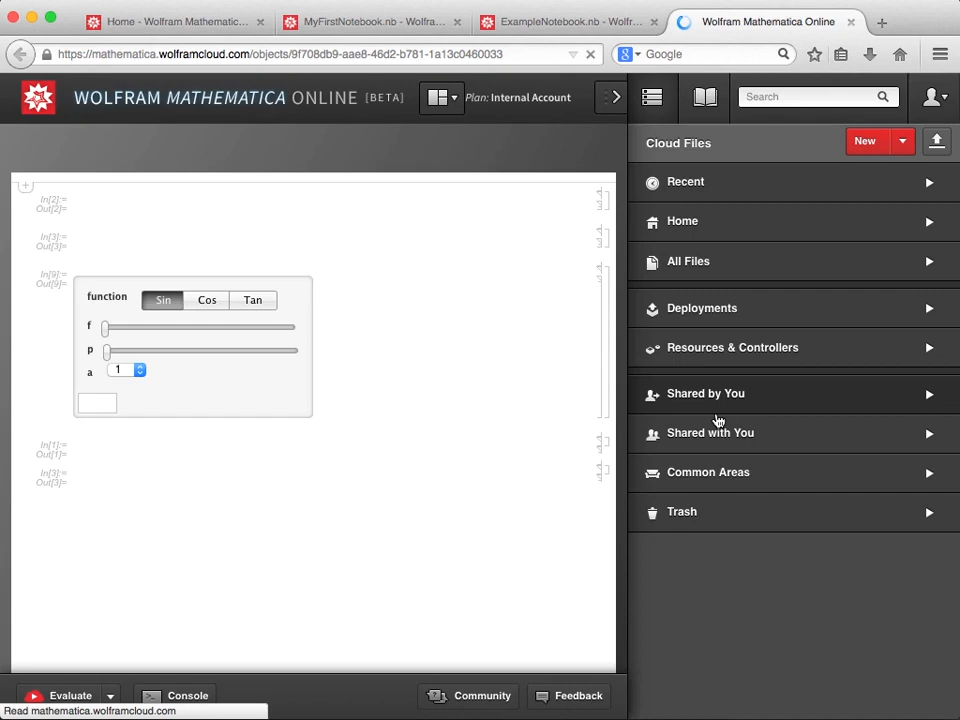 Home - Wolfram Mathematic...
MyFirstNotebook.nb - Wolfra...
ExampleNotebook.nb - Wolfr...
Wolfram Mathematica Online
https://mathematica.wolframcloud.com/objects/9f708db9-aae8-46d2-b781-1a13c0460033
Google
WOLFRAM MATHEMATICA ONLINE [BETA]
Plan: Internal Account
Search
Cloud Files
New
Recent
Home
All Files
Deployments
Resources & Controllers
Shared by You
Shared with You
Common Areas
Trash
In[2]:=
Out[2]=
In[3]:=
Out[3]=
In[9]:=
Out[9]=
function Sin Cos Tan
f
p
a 1
In[1]:=
Out[1]=
In[3]:=
Out[3]=
Evaluate
Console
Community
Feedback
Read mathematica.wolframcloud.com